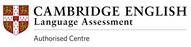 CAMBRIDGE ENGLISH
Language Assessment
Authorised Centre